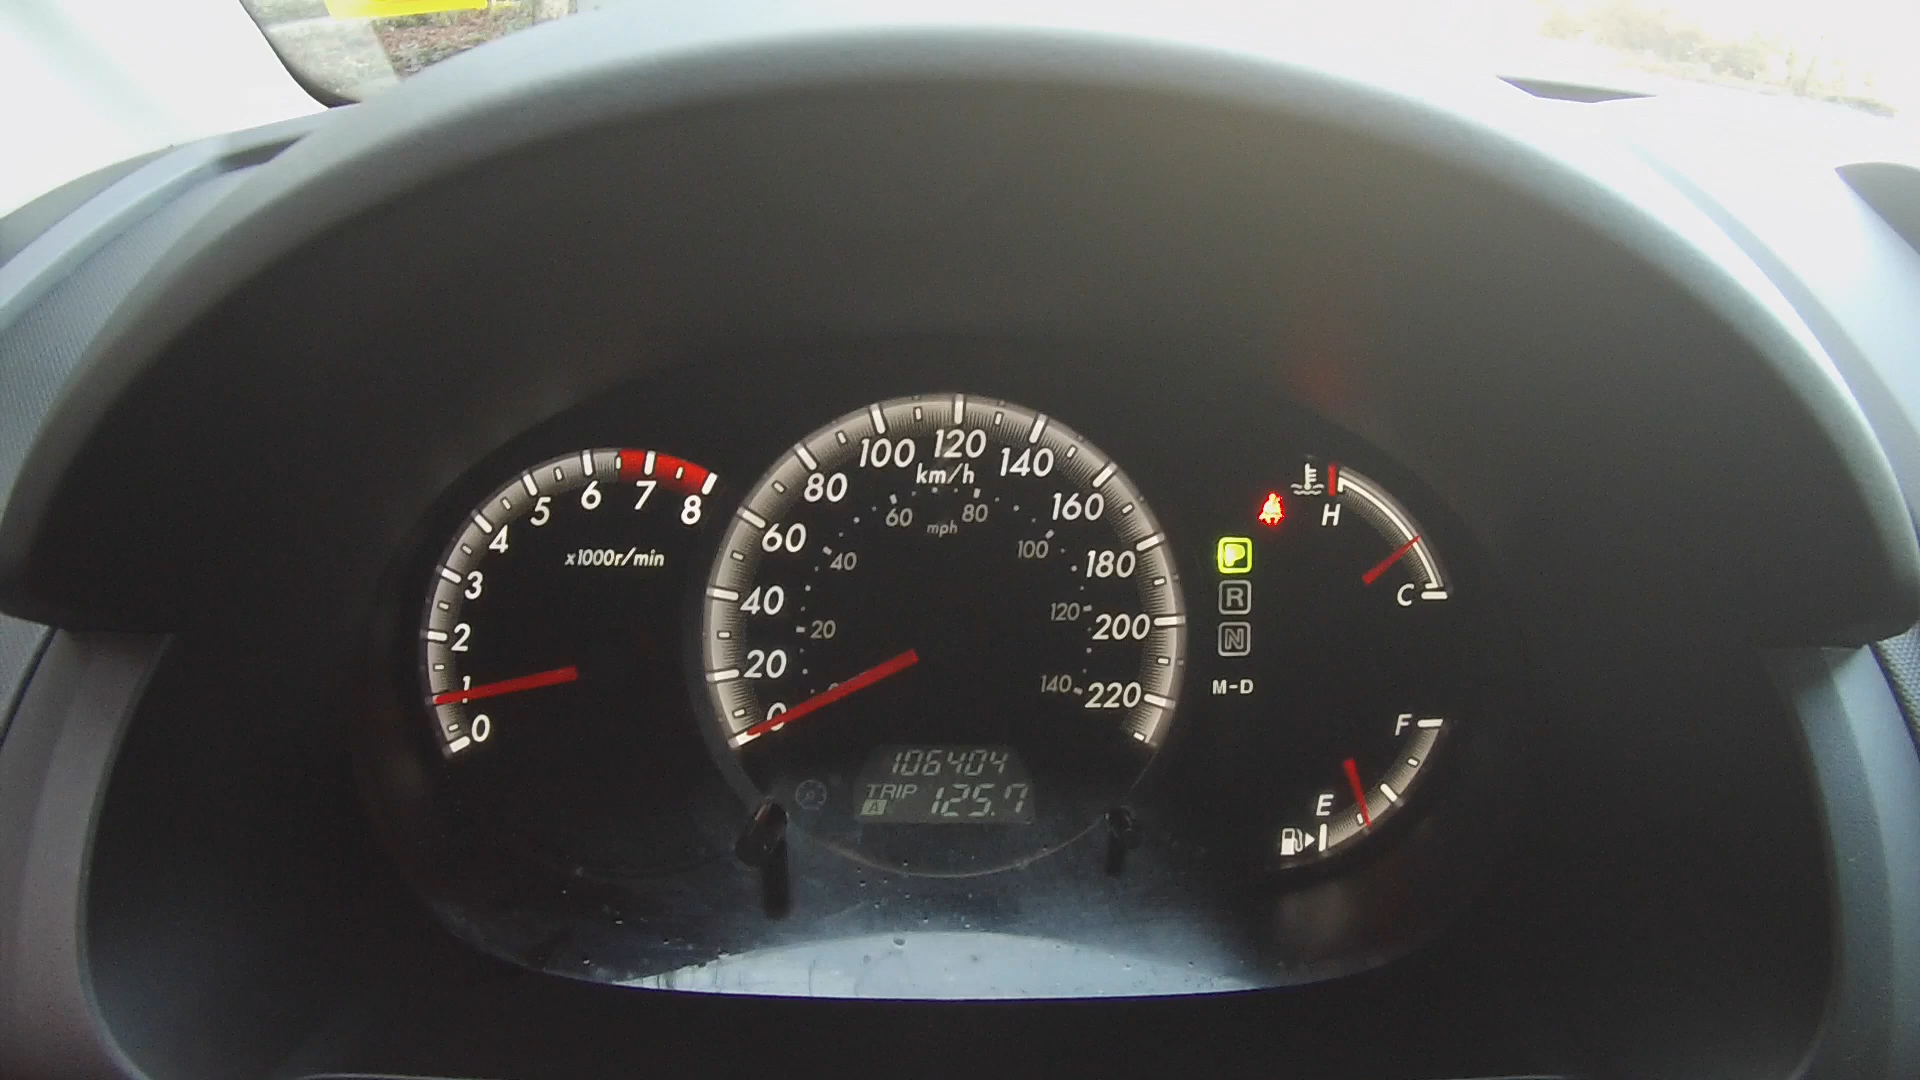 0 1 2 3 4 5 6 7 8
x1000r/min
0 20 40 60 80 100 120 140 160 180 200 220
km/h
20 40 60 80 100 120 140
mph
106404
TRIP A 125.7
P
R
N
M-D
H
C
F
E